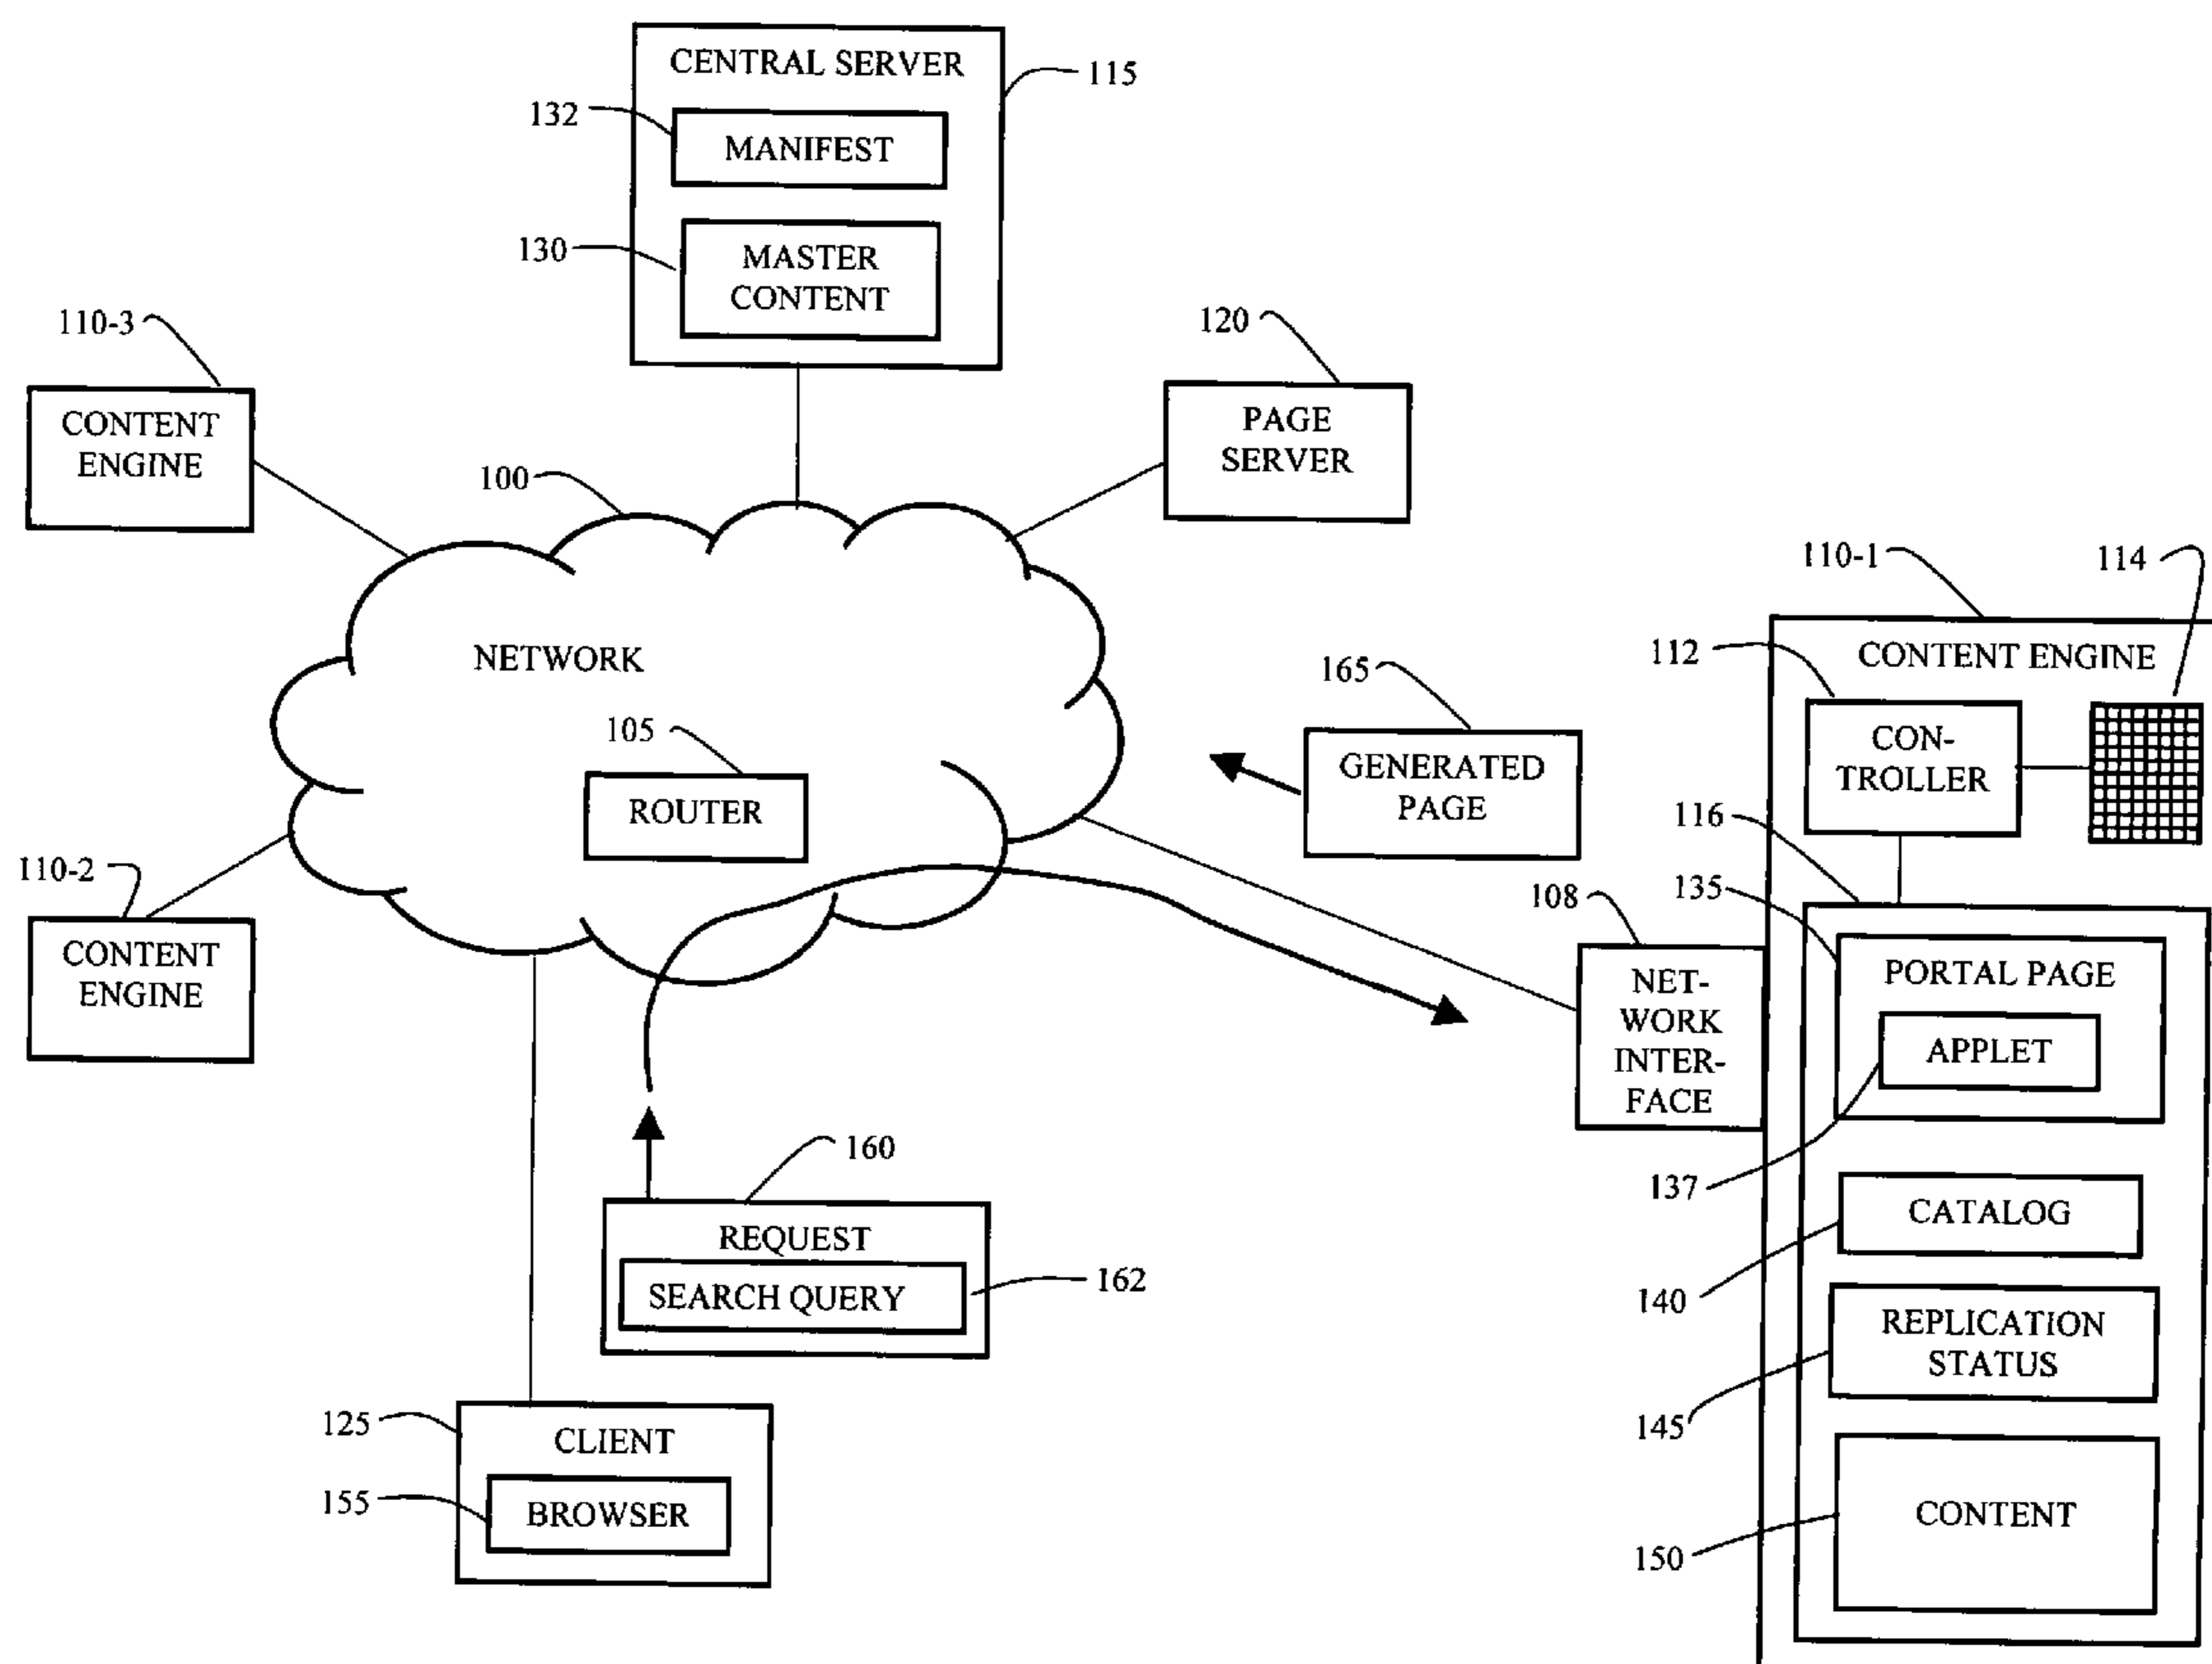 CENTRAL SERVER
115
132
MANIFEST
130
MASTER
CONTENT
110-3
CONTENT
ENGINE
120
PAGE
SERVER
100
NETWORK
105
ROUTER
110-2
CONTENT
ENGINE
165
GENERATED
PAGE
110-1
114
112
CONTENT ENGINE
CON-
TROLLER
116
135
108
NET-
WORK
INTER-
FACE
PORTAL PAGE
APPLET
137
CATALOG
140
REPLICATION
STATUS
145
CONTENT
150
160
REQUEST
SEARCH QUERY
162
125
CLIENT
155
BROWSER